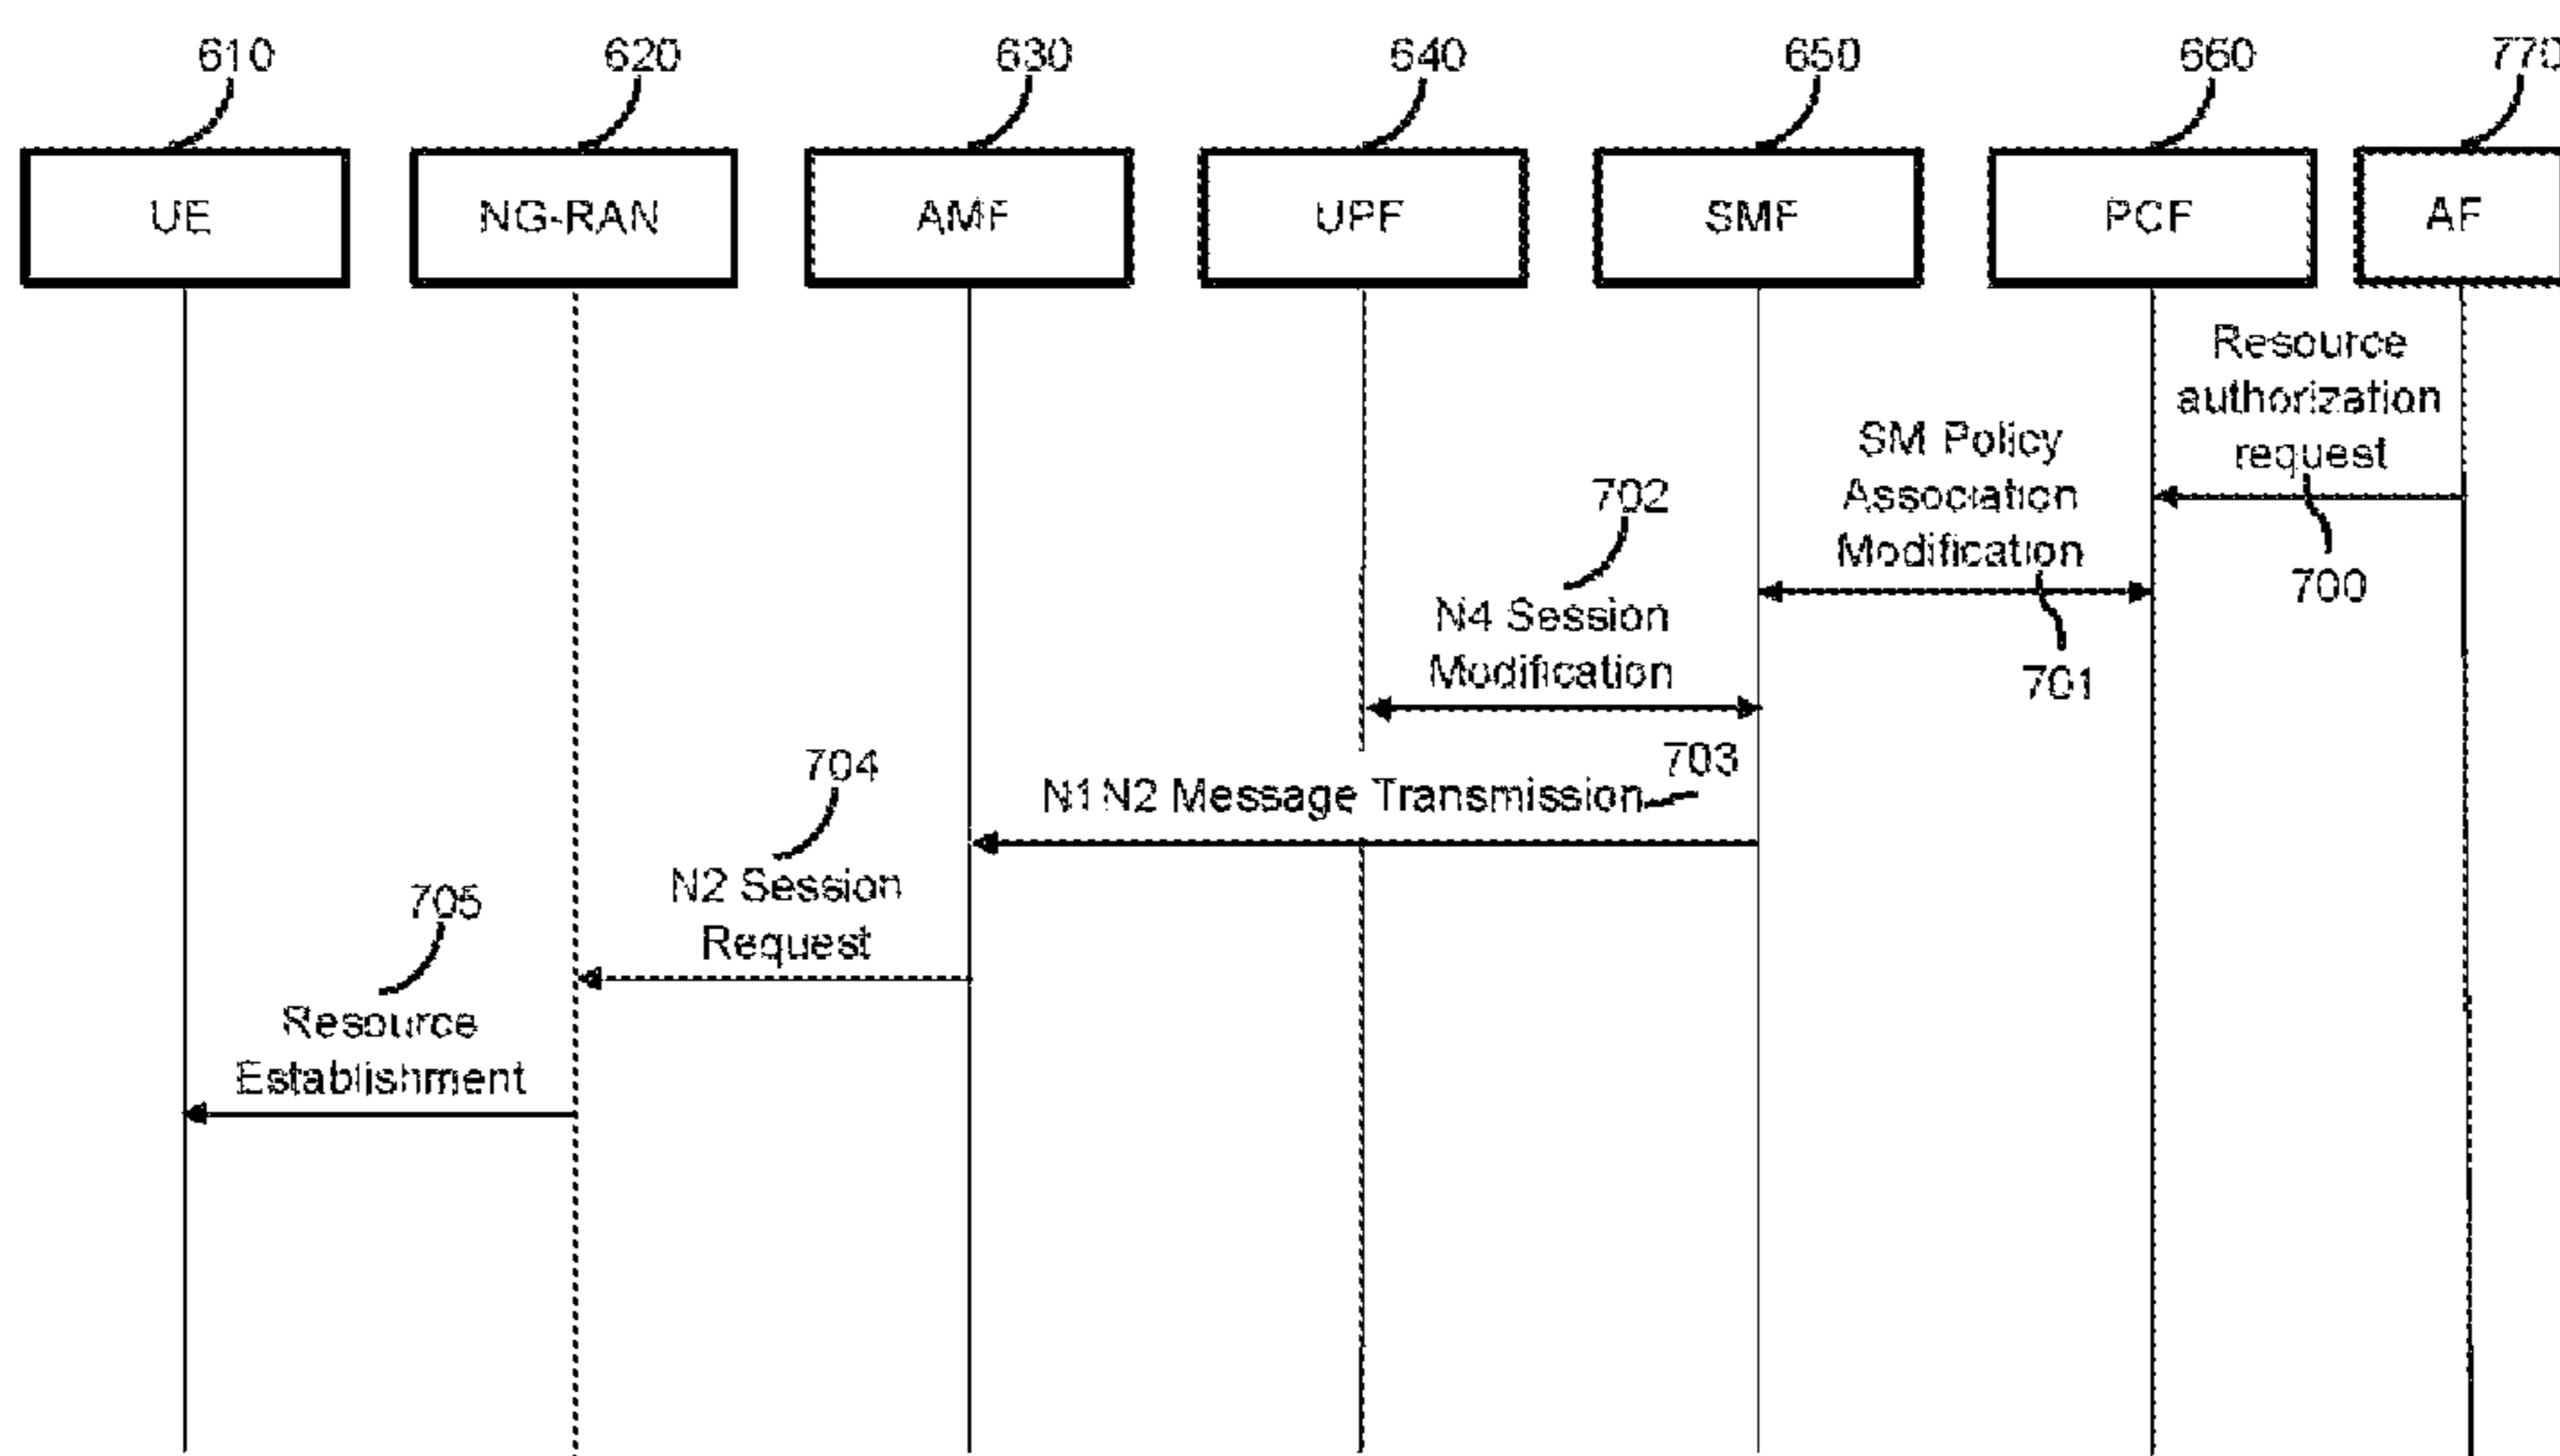 610
620
630
640
650
660
770
UE
NG-RAN
AMF
UPF
SMF
PCF
AF
Resource
authorization
request
700
SM Policy
Association
Modification
701
702
N4 Session
Modification
703
N1N2 Message Transmission
704
N2 Session
Request
705
Resource
Establishment